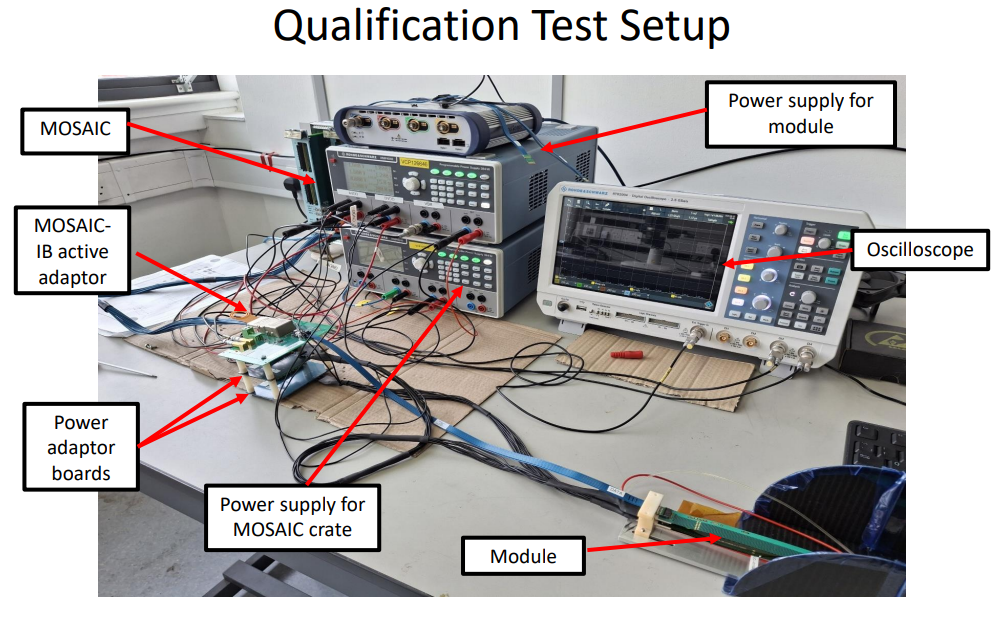 Qualification Test Setup
MOSAIC
Power supply for
module
MOSAIC-
IB active
adaptor
Oscilloscope
Power
adaptor
boards
Power supply for
MOSAIC crate
Module